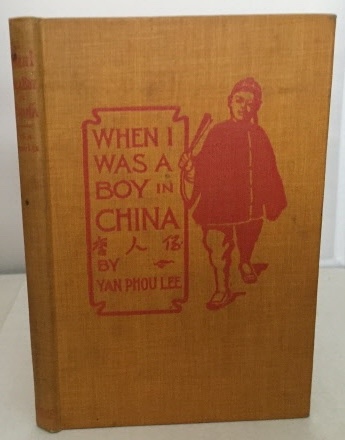 WHEN I
WAS A
BOY IN
CHINA
BY
YAN PHOU LEE